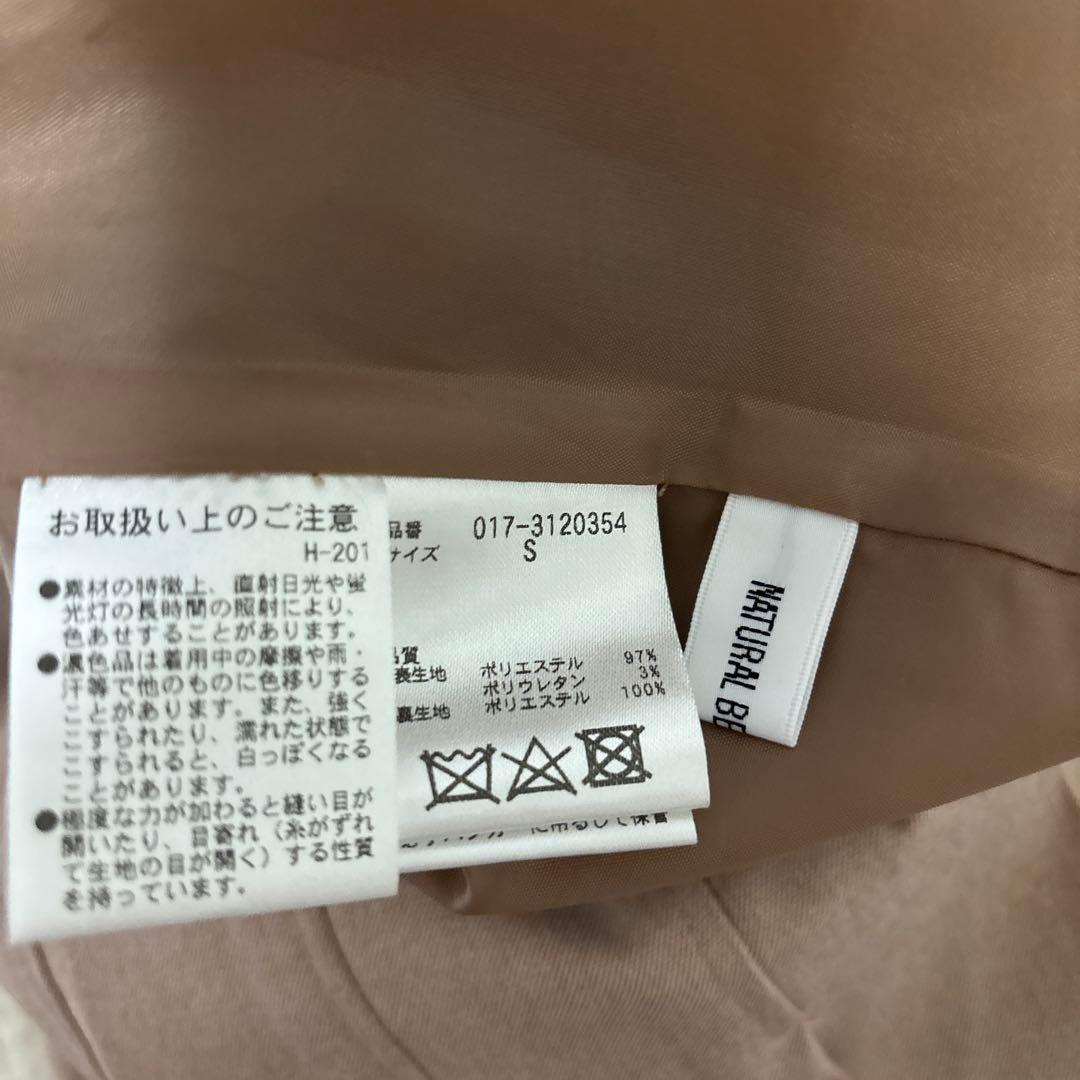 お取扱い上のご注意
H-201
●素材の特徴上、直射日光や蛍
光灯の長時間の照射により、
色あせすることがあります。
●濃色品は着用中の摩擦や雨・
汗等で他のものに色移りする
ことがあります。また、強く
こすられたり、濡れた状態で
こすられると、白っぽくなる
ことがあります。
●極度な力が加わると縫い目が
開いたり、目寄れ（糸がずれ
て生地の目が開く）する性質
を持っています。
品番 017-3120354
サイズ S
品質
表生地 ポリエステル 97%
ポリウレタン 3%
裏生地 ポリエステル 100%
に吊るして保管
NATURAL BE